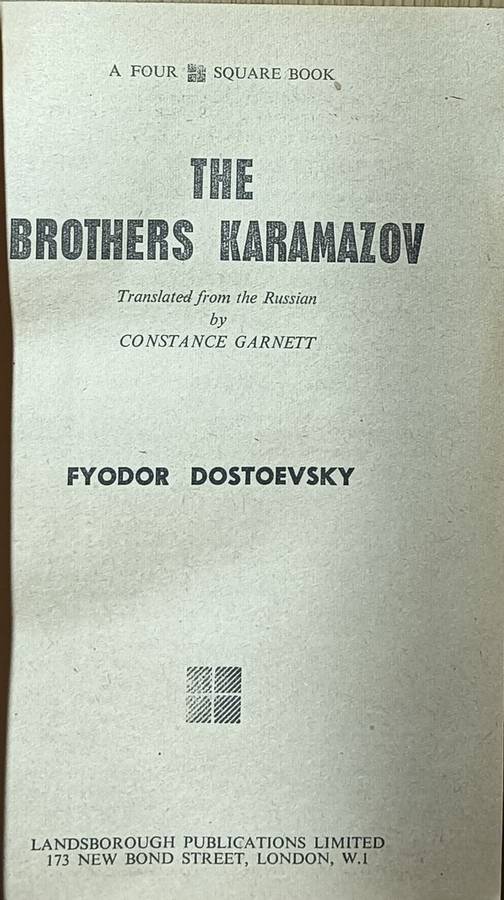 A FOUR SQUARE BOOK
THE
BROTHERS KARAMAZOV
Translated from the Russian
by
CONSTANCE GARNETT
FYODOR DOSTOEVSKY
LANDSBOROUGH PUBLICATIONS LIMITED
173 NEW BOND STREET, LONDON, W.1